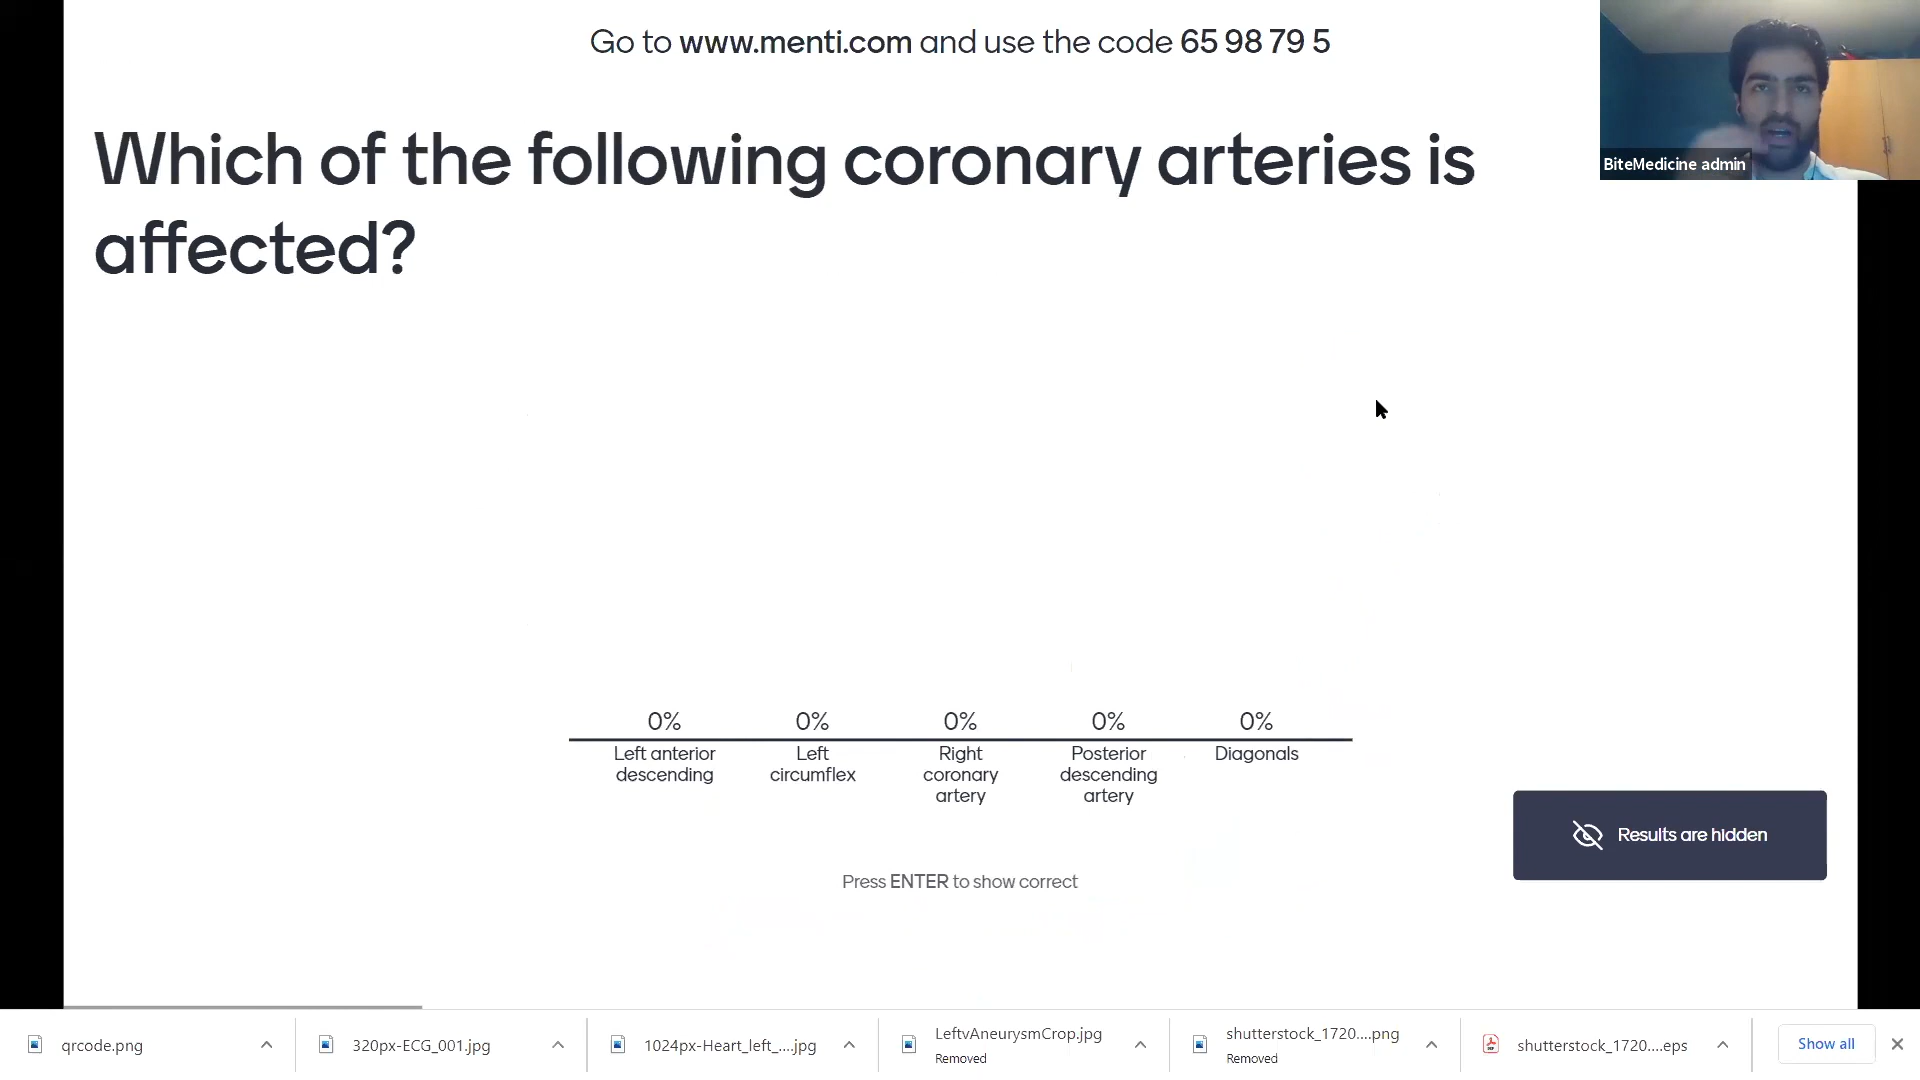 Go to www.menti.com and use the code 65 98 79 5
BiteMedicine admin
Which of the following coronary arteries is
affected?
0% 0% 0% 0% 0%
Left anterior
descending
Left
circumflex
Right
coronary
artery
Posterior
descending
artery
Diagonals
Results are hidden
Press ENTER to show correct
qrcode.png
320px-ECG_001.jpg
1024px-Heart_left_....jpg
LeftvAneurysmCrop.jpg
Removed
shutterstock_1720....png
Removed
shutterstock_1720....eps
Show all